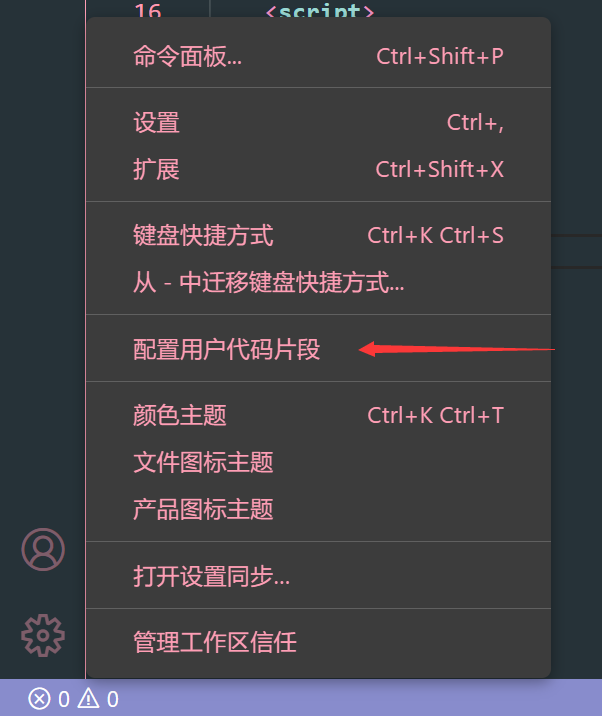 16 <script>
命令面板... Ctrl+Shift+P
设置 Ctrl+,
扩展 Ctrl+Shift+X
键盘快捷方式 Ctrl+K Ctrl+S
从 - 中迁移键盘快捷方式...
配置用户代码片段
颜色主题 Ctrl+K Ctrl+T
文件图标主题
产品图标主题
打开设置同步...
管理工作区信任
0 0